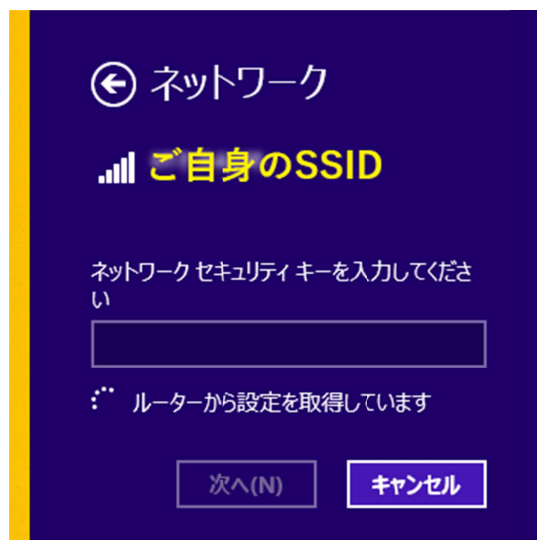 ネットワーク
ご自身のSSID
ネットワーク セキュリティ キーを入力してくださ
い
ルーターから設定を取得しています
次へ(N) キャンセル